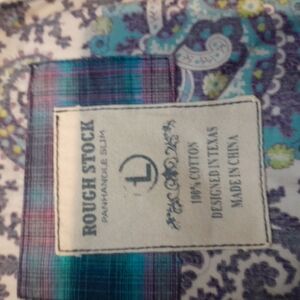 ROUGH STOCK
PANHANDLE SLIM
L
100% COTTON
DESIGNED IN TEXAS
MADE IN CHINA